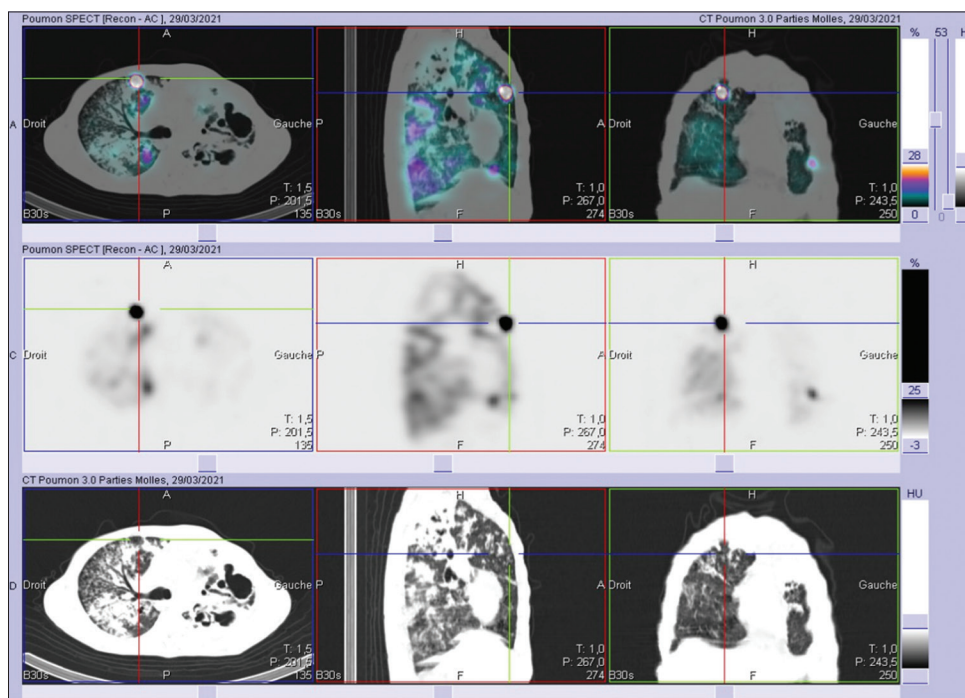 Poumon SPECT [Recon - AC ], 29/03/2021
CT Poumon 3.0 Parties Molles, 29/03/2021
% 53 H
A H H
A Droit Gauche P A Droit Gauche
28
T: 1,5 T: 1,0 T: 1,0
P: 201,5 P: 267,0 P: 243,5
B30s P 135 B30s F 274 B30s F 250
0 0
Poumon SPECT [Recon - AC ], 29/03/2021
A H H %
C Droit Gauche P A Droit Gauche
25
T: 1,5 T: 1,0 T: 1,0
P: 201,5 P: 267,0 P: 243,5
P 135 F 274 F 250
-3
CT Poumon 3.0 Parties Molles, 29/03/2021
A H H HU
D Droit Gauche P A Droit Gauche
T: 1,5 T: 1,0 T: 1,0
P: 201,5 P: 267,0 P: 243,5
B30s P 135 B30s F 274 B30s F 250